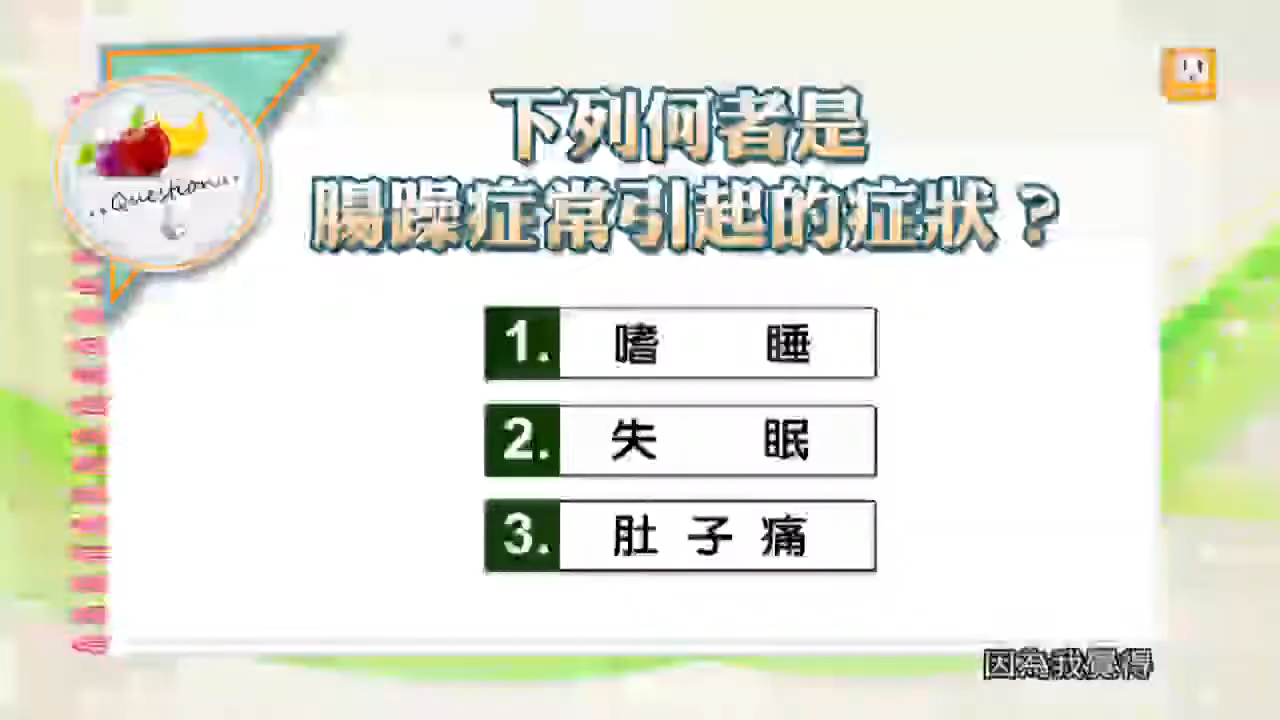 下列何者是
腸躁症常引起的症狀？
..Question...
1. 嗜睡
2. 失眠
3. 肚子痛
因為我覺得